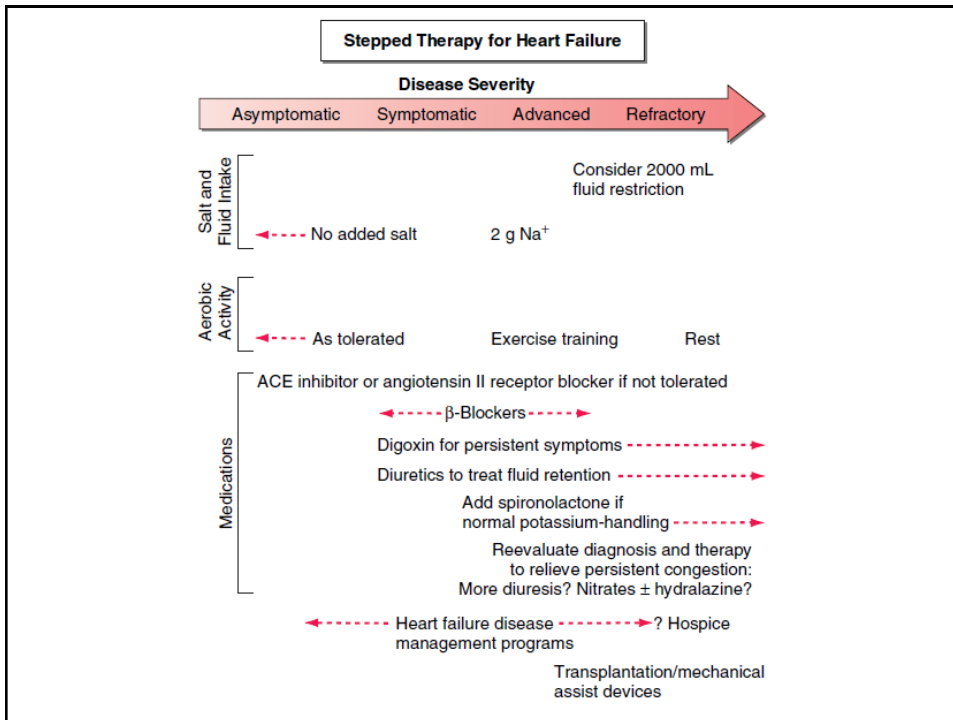 Stepped Therapy for Heart Failure
Disease Severity
Asymptomatic Symptomatic Advanced Refractory
Salt and
Fluid Intake
Consider 2000 mL
fluid restriction
No added salt 2 g Na⁺
Aerobic
Activity
As tolerated Exercise training Rest
Medications
ACE inhibitor or angiotensin II receptor blocker if not tolerated
β-Blockers
Digoxin for persistent symptoms
Diuretics to treat fluid retention
Add spironolactone if
normal potassium-handling
Reevaluate diagnosis and therapy
to relieve persistent congestion:
More diuresis? Nitrates ± hydralazine?
Heart failure disease ? Hospice
management programs
Transplantation/mechanical
assist devices